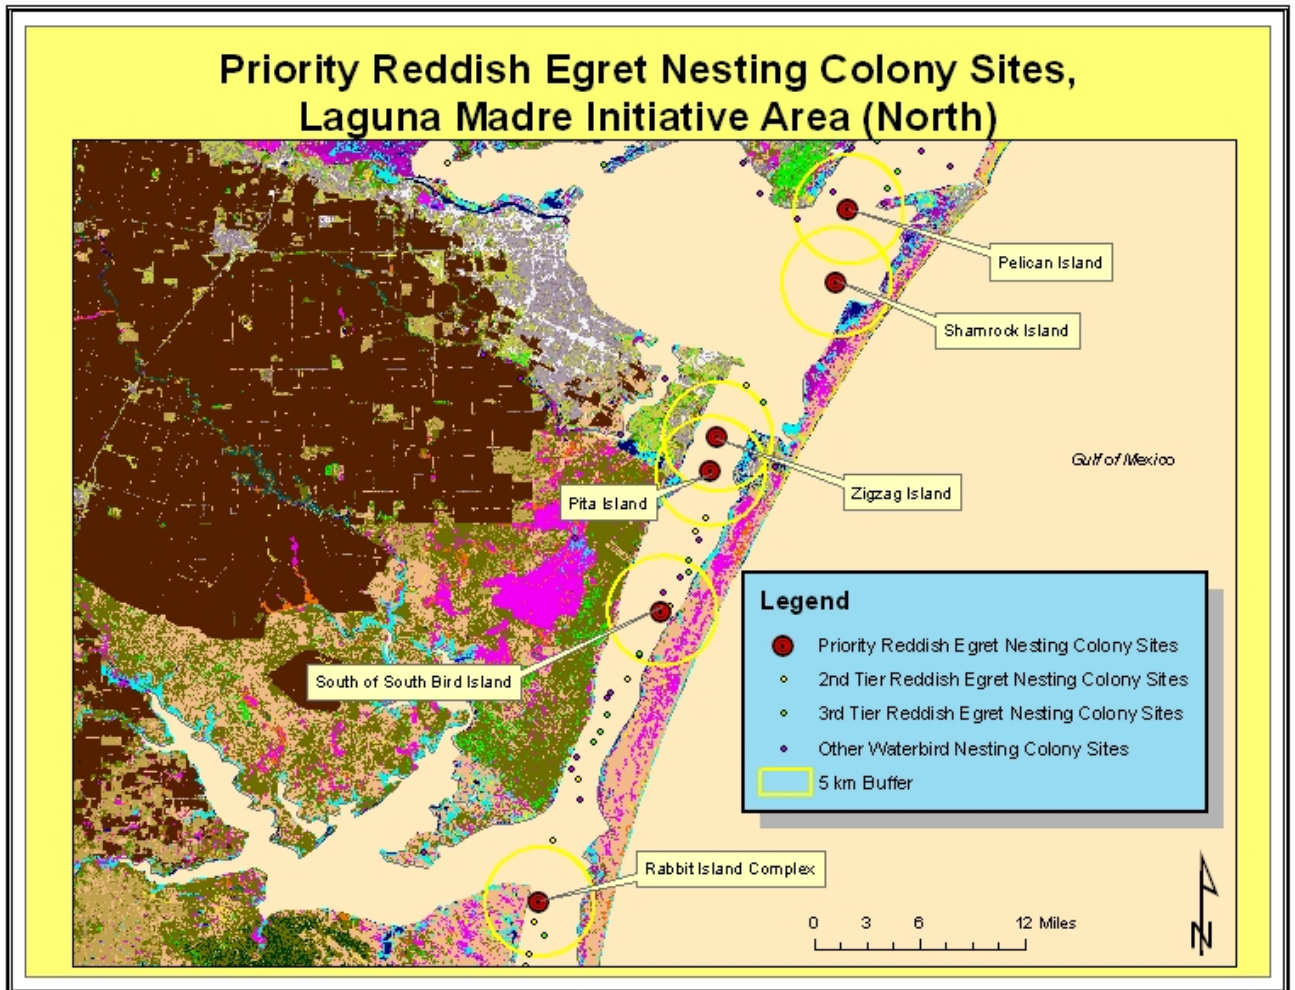 Priority Reddish Egret Nesting Colony Sites,
Laguna Madre Initiative Area (North)
Pelican Island
Shamrock Island
Gulf of Mexico
Zigzag Island
Pita Island
South of South Bird Island
Legend
Priority Reddish Egret Nesting Colony Sites
2nd Tier Reddish Egret Nesting Colony Sites
3rd Tier Reddish Egret Nesting Colony Sites
Other Waterbird Nesting Colony Sites
5 km Buffer
Rabbit Island Complex
0 3 6 12 Miles
N